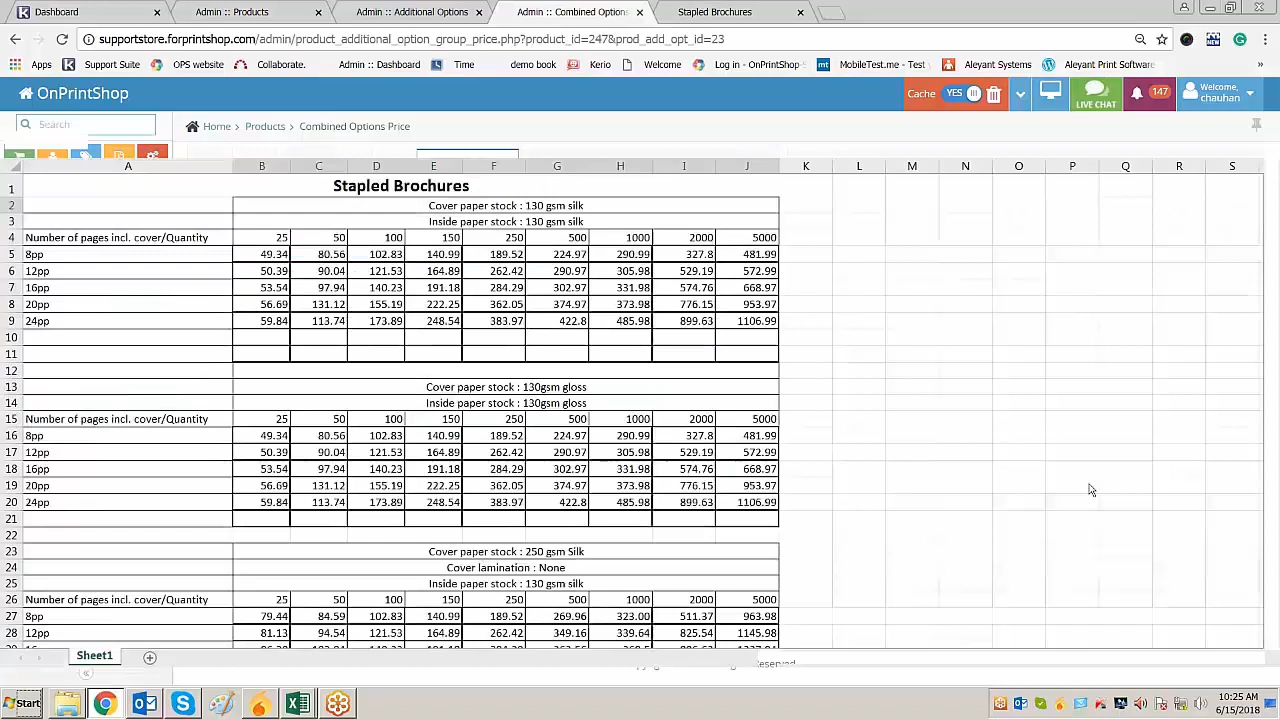 Dashboard × Admin :: Products × Admin :: Additional Options × Admin :: Combined Options × Stapled Brochures ×
supportstore.forprintshop.com/admin/product_additional_option_group_price.php?product_id=247&prod_add_opt_id=23
Apps Support Suite OPS website Collaborate. Admin :: Dashboard Time demo book Kerio Welcome Log in - OnPrintShop MobileTest.me - Test y Aleyant Systems Aleyant Print Software »
OnPrintShop Cache YES LIVE CHAT 147 Welcome, chauhan
Search Home > Products > Combined Options Price
A B C D E F G H I J K L M N O P Q R S
1 Stapled Brochures
2 Cover paper stock : 130 gsm silk
3 Inside paper stock : 130 gsm silk
4 Number of pages incl. cover/Quantity 25 50 100 150 250 500 1000 2000 5000
5 8pp 49.34 80.56 102.83 140.99 189.52 224.97 290.99 327.8 481.99
6 12pp 50.39 90.04 121.53 164.89 262.42 290.97 305.98 529.19 572.99
7 16pp 53.54 97.94 140.23 191.18 284.29 302.97 331.98 574.76 668.97
8 20pp 56.69 131.12 155.19 222.25 362.05 374.97 373.98 776.15 953.97
9 24pp 59.84 113.74 173.89 248.54 383.97 422.8 485.98 899.63 1106.99
10
11
12
13 Cover paper stock : 130gsm gloss
14 Inside paper stock : 130gsm gloss
15 Number of pages incl. cover/Quantity 25 50 100 150 250 500 1000 2000 5000
16 8pp 49.34 80.56 102.83 140.99 189.52 224.97 290.99 327.8 481.99
17 12pp 50.39 90.04 121.53 164.89 262.42 290.97 305.98 529.19 572.99
18 16pp 53.54 97.94 140.23 191.18 284.29 302.97 331.98 574.76 668.97
19 20pp 56.69 131.12 155.19 222.25 362.05 374.97 373.98 776.15 953.97
20 24pp 59.84 113.74 173.89 248.54 383.97 422.8 485.98 899.63 1106.99
21
22
23 Cover paper stock : 250 gsm Silk
24 Cover lamination : None
25 Inside paper stock : 130 gsm silk
26 Number of pages incl. cover/Quantity 25 50 100 150 250 500 1000 2000 5000
27 8pp 79.44 84.59 102.83 140.99 189.52 269.96 323.00 511.37 963.98
28 12pp 81.13 94.54 121.53 164.89 262.42 349.16 339.64 825.54 1145.98
Sheet1
Start 10:25 AM
6/15/2018